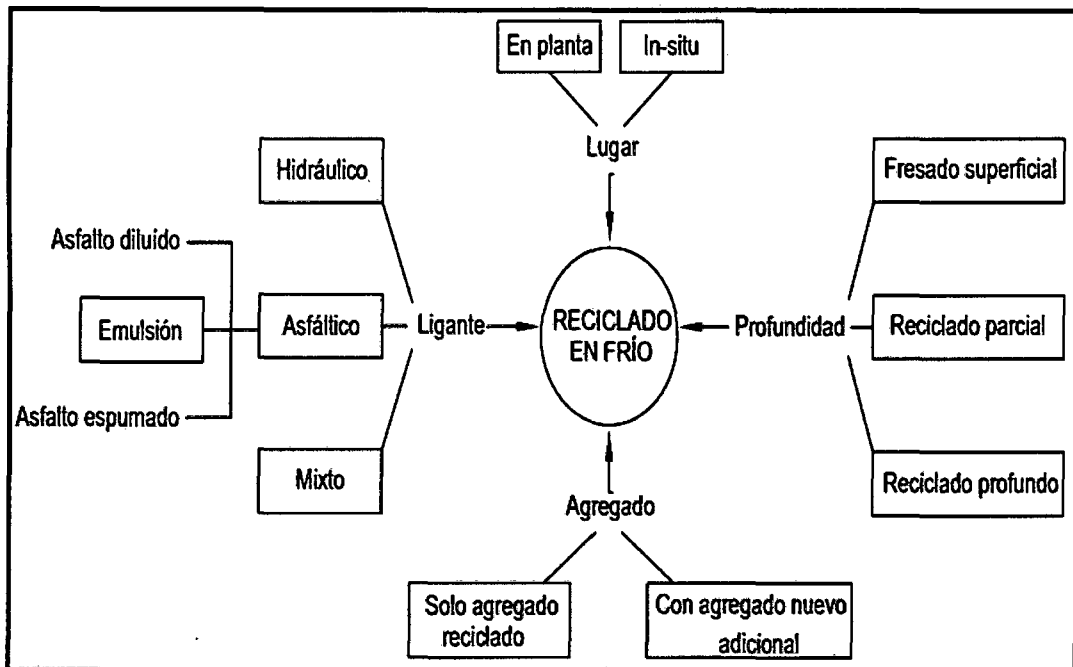 En planta
In-situ
Lugar
Hidráulico
Fresado superficial
Asfalto diluído
Emulsión
Asfáltico
Ligante
RECICLADO
EN FRÍO
Profundidad
Reciclado parcial
Asfalto espumado
Mixto
Reciclado profundo
Agregado
Solo agregado
reciclado
Con agregado nuevo
adicional